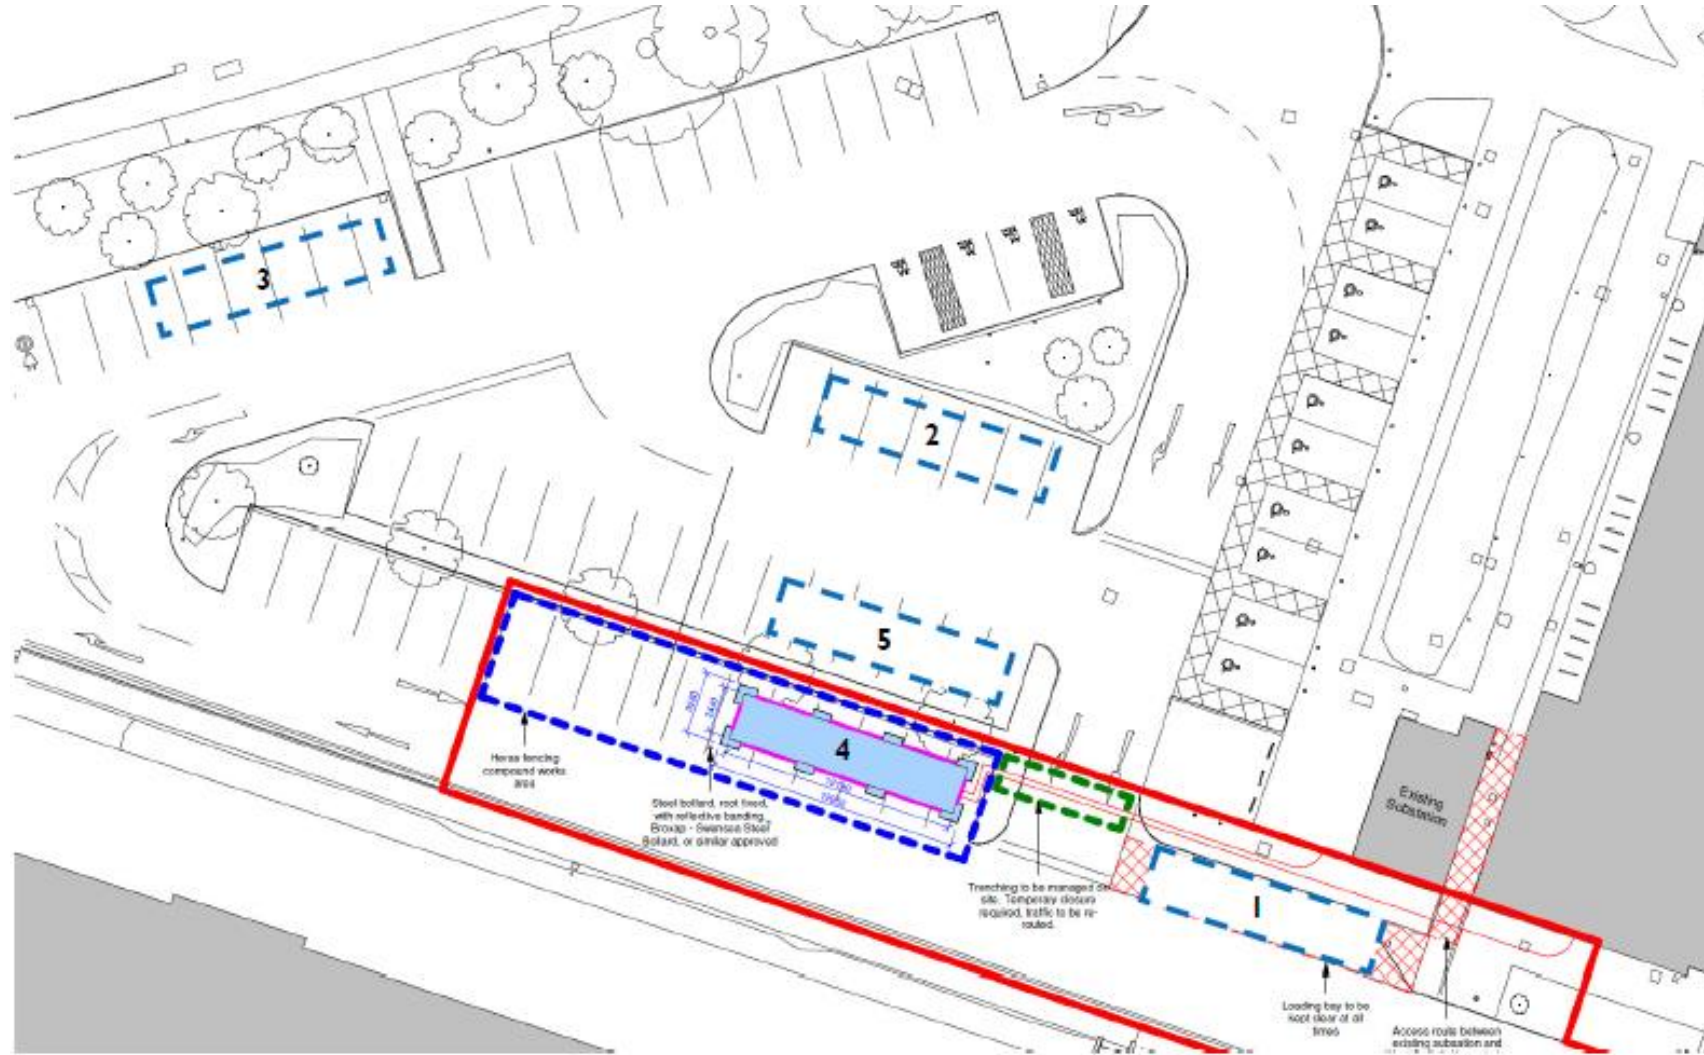 3
2
5
4
Heras fencing
compound works
area
Steel bollard, root fixed,
with reflective banding,
Broxap - Swansea Steel
Bollard, or similar approved
Existing
Substation
Trenching to be managed on
site. Temporary closure
required, traffic to be re-
routed.
1
Loading bay to be
kept clear at all
times
Access route between
existing subsation and